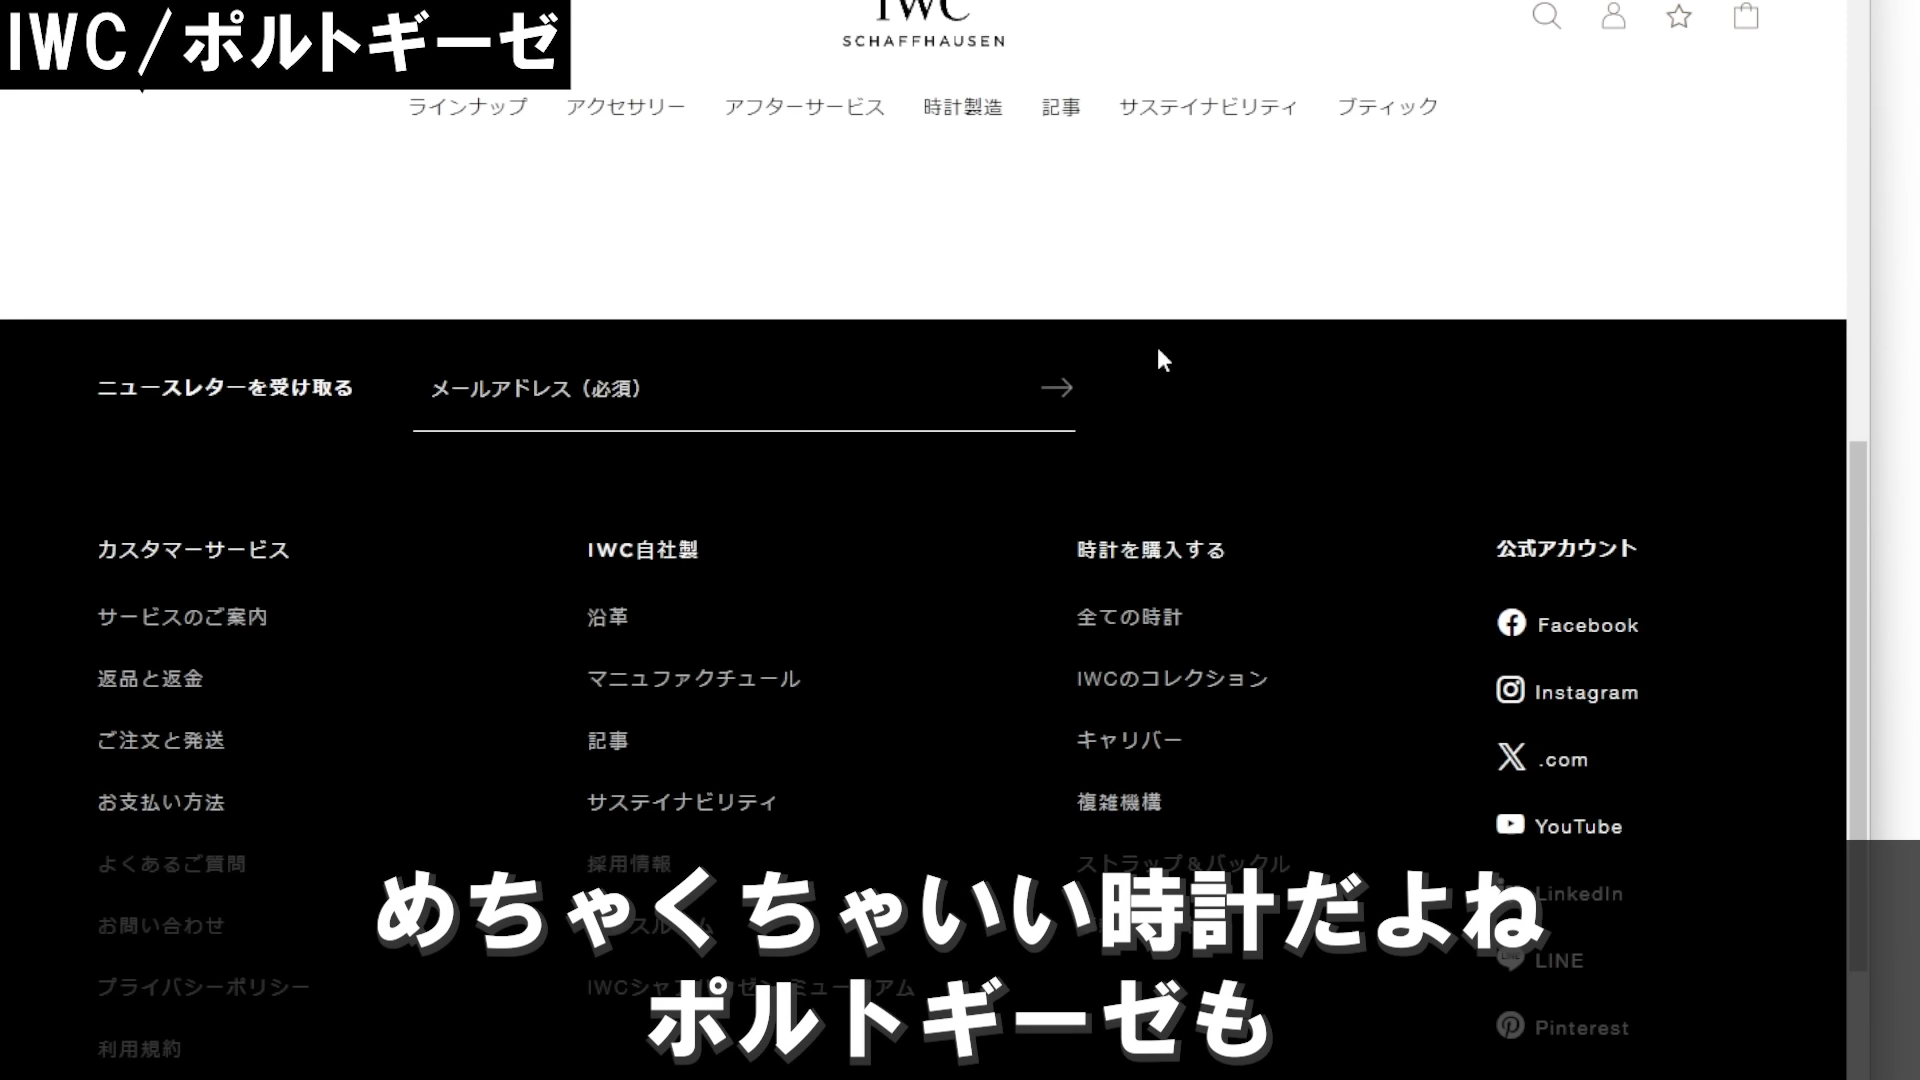 IWC/ポルトギーゼ
IWC
SCHAFFHAUSEN
ラインナップ アクセサリー アフターサービス 時計製造 記事 サステイナビリティ ブティック
ニュースレターを受け取る メールアドレス（必須）
カスタマーサービス
サービスのご案内
返品と返金
ご注文と発送
お支払い方法
よくあるご質問
お問い合わせ
プライバシーポリシー
利用規約
IWC自社製
沿革
マニュファクチュール
記事
サステイナビリティ
採用情報
時計を購入する
全ての時計
IWCのコレクション
キャリバー
複雑機構
ストラップ＆バックル
公式アカウント
Facebook
Instagram
X.com
YouTube
LinkedIn
LINE
Pinterest
めちゃくちゃいい時計だよね
ポルトギーゼも